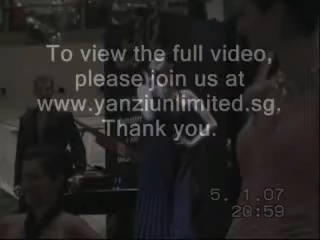 To view the full video,
please join us at
www.yanziunlimited.sg.
Thank you.
5. 1.07
20:59